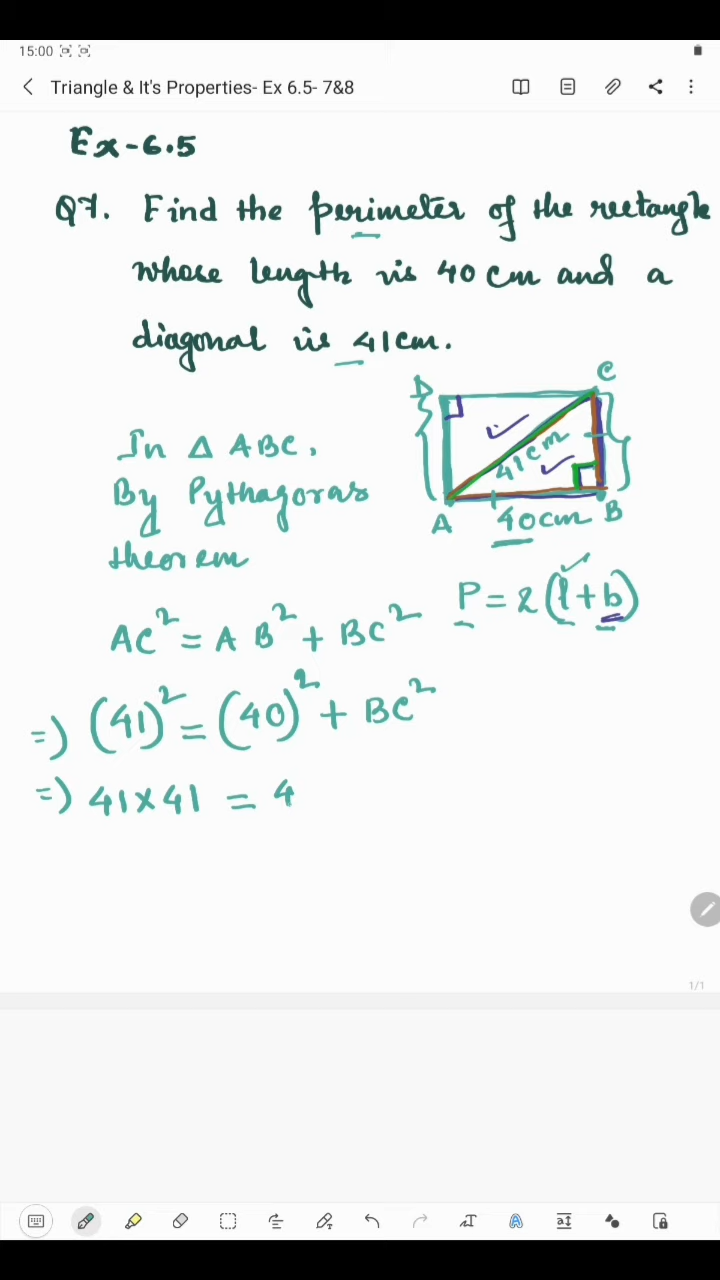 15:00
Triangle & It's Properties- Ex 6.5- 7&8
Ex-6.5
Q7. Find the perimeter of the rectangle
whose length is 40 cm and a
diagonal is 41cm.
D C
In Δ ABC,
41cm
By Pythagoras
A 40cm B
theorem
P = 2(l+b)
AC² = AB² + BC²
=) (41)² = (40)² + BC²
=) 41×41 = 4
1/1